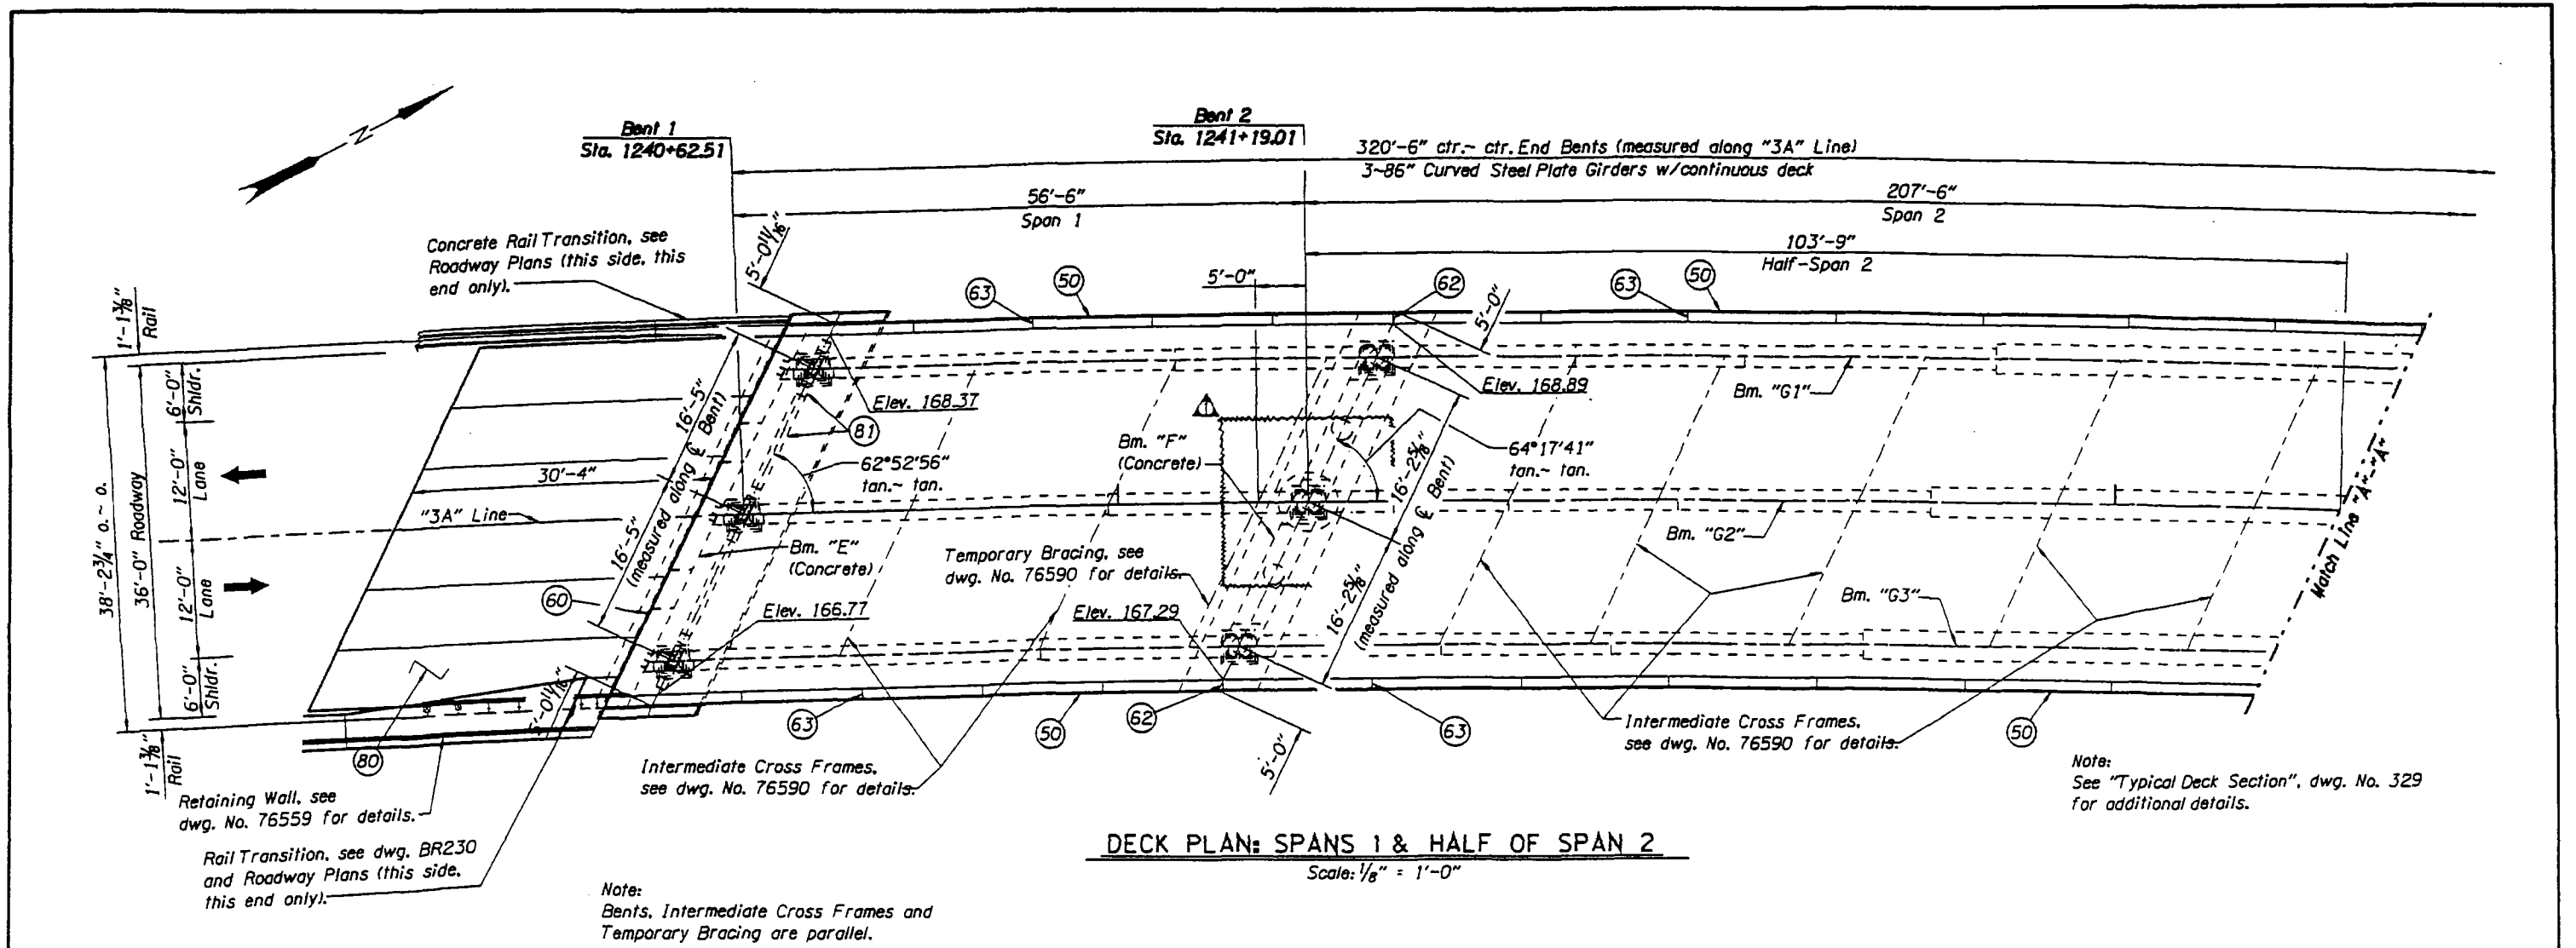 N
Bent 1
Sta. 1240+62.51
Bent 2
Sta. 1241+19.01
320'-6" ctr.~ ctr. End Bents (measured along "3A" Line)
3~86" Curved Steel Plate Girders w/continuous deck
56'-6"
Span 1
207'-6"
Span 2
103'-9"
Half-Span 2
Concrete Rail Transition, see
Roadway Plans (this side, this
end only).
5'-0 11/16"
5'-0"
63
50
62
63
50
5'-0"
1'-1 3/8"
Rail
38'-2 3/4" o.~ o.
36'-0" Roadway
6'-0"
Shldr.
12'-0"
Lane
12'-0"
Lane
6'-0"
Shldr.
1'-1 3/8"
Rail
30'-4"
"3A" Line
16'-5"
16'-5"
(measured along ℄ Bent)
Elev. 168.37
81
62°52'56"
tan.~ tan.
Bm. "E"
(Concrete)
60
Elev. 166.77
1
Bm. "F"
(Concrete)
Elev. 168.89
64°17'41"
tan.~ tan.
16'-2 5/8"
16'-2 5/8"
(measured along ℄ Bent)
Bm. "G1"
Bm. "G2"
Bm. "G3"
Match Line "A"-"A"
Temporary Bracing, see
dwg. No. 76590 for details.
Elev. 167.29
5'-0 11/16"
80
63
50
62
63
50
5'-0"
Intermediate Cross Frames,
see dwg. No. 76590 for details.
Intermediate Cross Frames,
see dwg. No. 76590 for details.
Retaining Wall, see
dwg. No. 76559 for details.
Rail Transition, see dwg. BR230
and Roadway Plans (this side,
this end only).
Note:
See "Typical Deck Section", dwg. No. 329
for additional details.
DECK PLAN: SPANS 1 & HALF OF SPAN 2
Scale: 1/8" = 1'-0"
Note:
Bents, Intermediate Cross Frames and
Temporary Bracing are parallel.